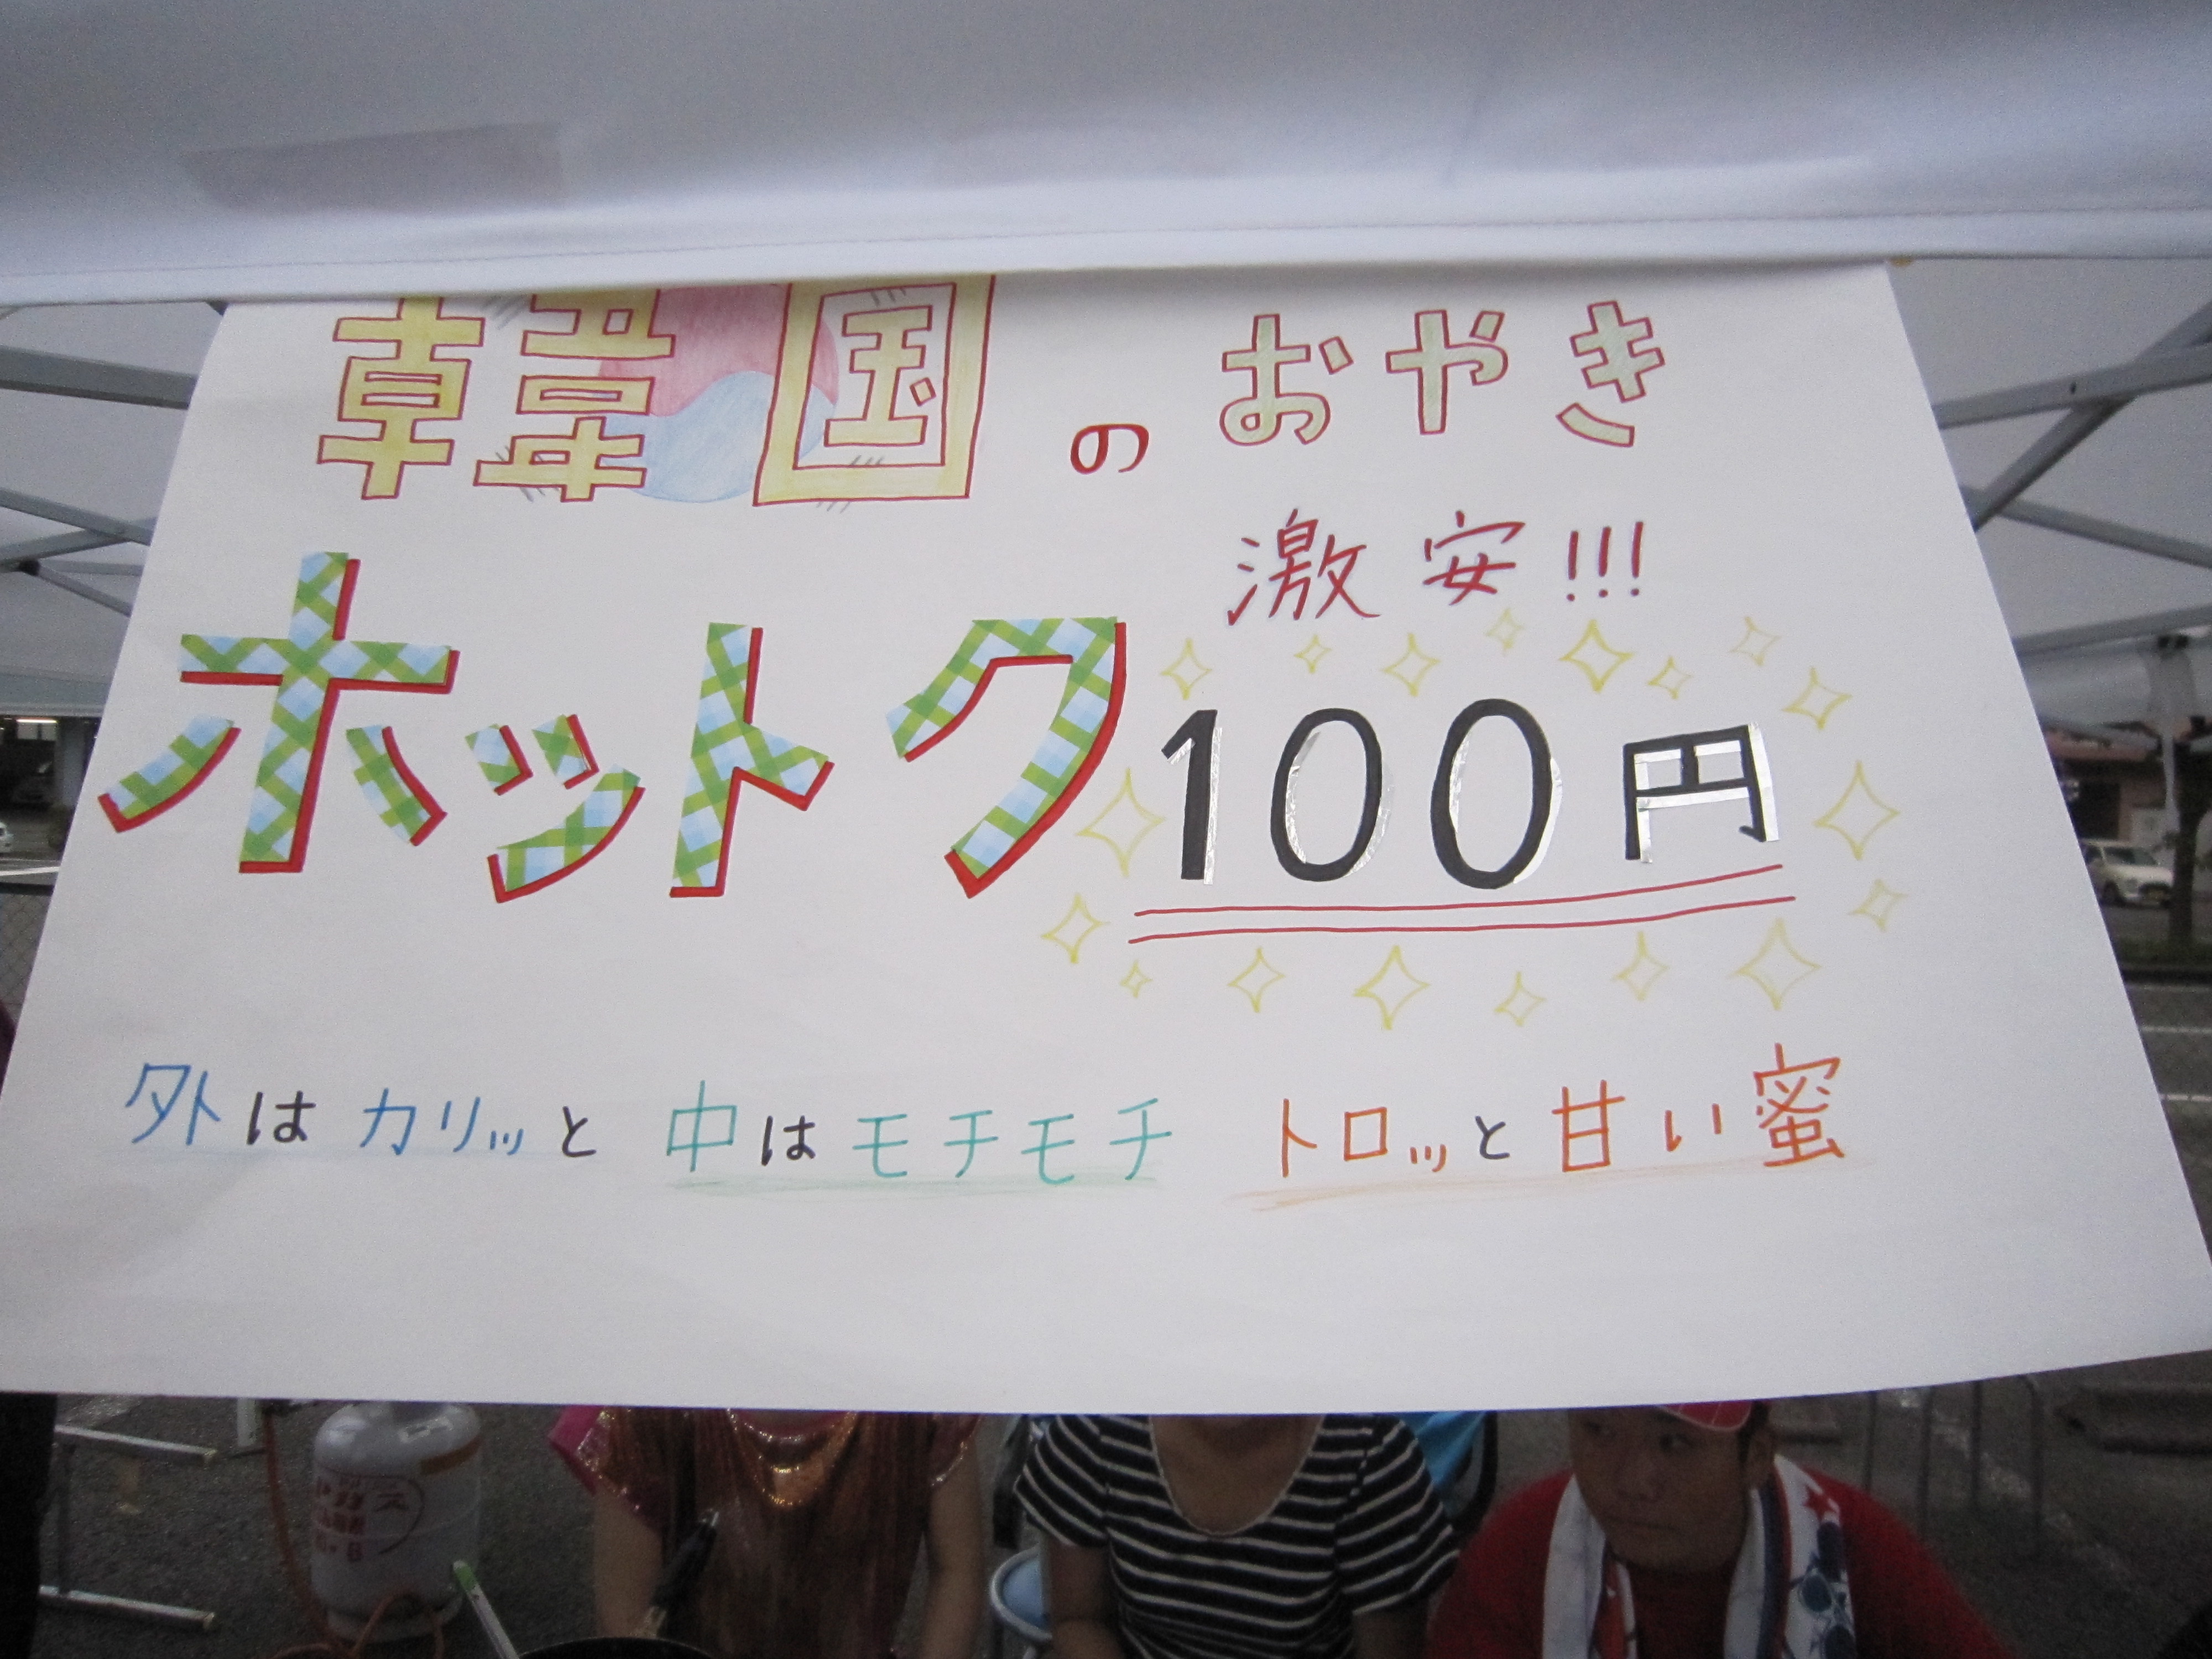 韓国のおやき
激安!!!
ホットク100円
外はカリッと 中はモチモチ トロッと甘い蜜